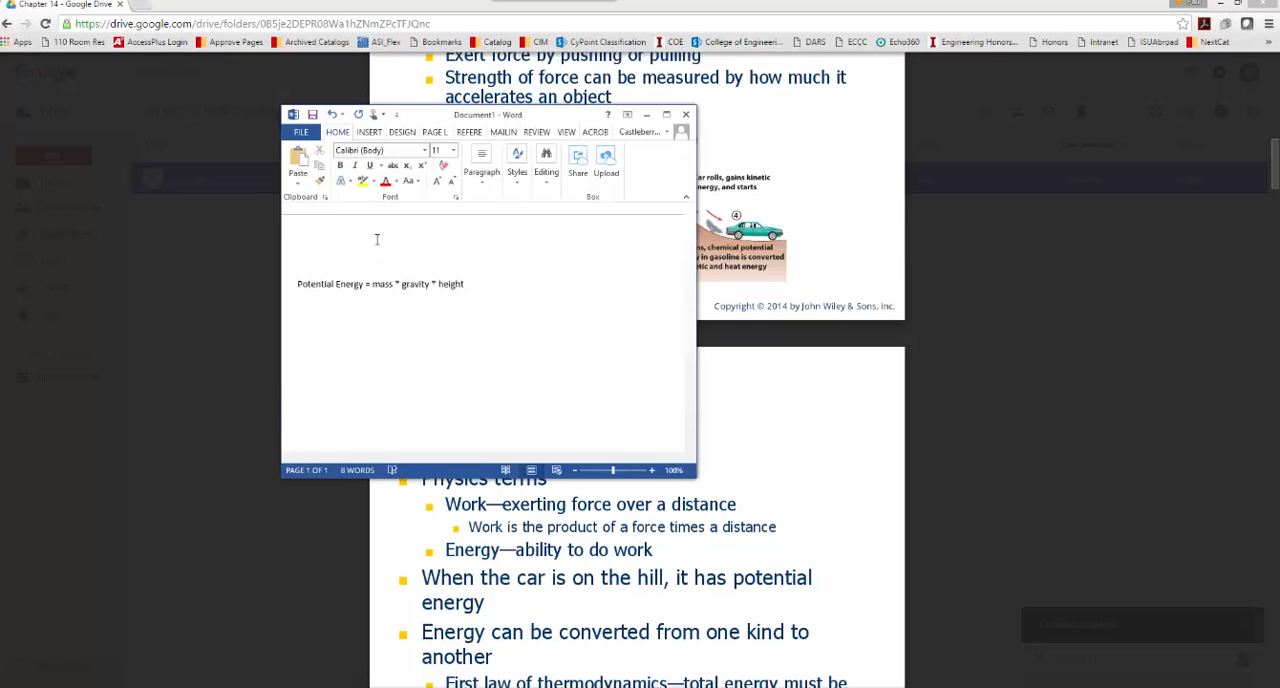 Chapter 14 - Google Drive
https://drive.google.com/drive/folders/0B5je2DEPR08Wa1hZNmZPcTFJQnc
Apps 110 Room Res AccessPlus Login Approve Pages Archived Catalogs ASI_Flex Bookmarks Catalog CIM CyPoint Classification COE College of Engineeri... DARS ECCC Echo360 Engineering Honors... Honors Intranet ISUAbroad NextCat
Exert force by pushing or pulling
Strength of force can be measured by how much it
accelerates an object
Document1 - Word
FILE HOME INSERT DESIGN PAGE L REFERE MAILIN REVIEW VIEW ACROB Castleberr...
Calibri (Body) 11
Paste
Paragraph Styles Editing Share Upload
Clipboard Font Box
Potential Energy = mass * gravity * height
PAGE 1 OF 1 8 WORDS 100%
ar rolls, gains kinetic
nergy, and starts
4
ns, chemical potential
y in gasoline is converted
etic and heat energy
Copyright © 2014 by John Wiley & Sons, Inc.
Physics terms
Work—exerting force over a distance
Work is the product of a force times a distance
Energy—ability to do work
When the car is on the hill, it has potential
energy
Energy can be converted from one kind to
another
First law of thermodynamics—total energy must be